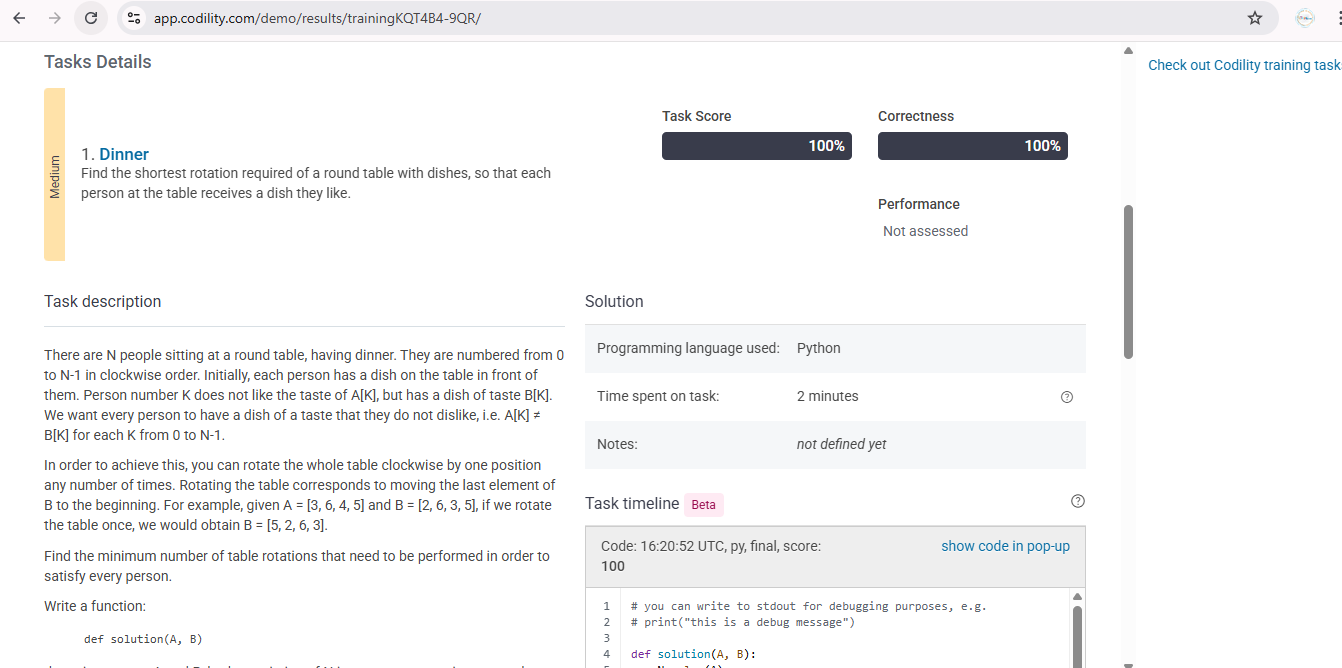 app.codility.com/demo/results/trainingKQT4B4-9QR/
Tasks Details
Check out Codility training task
Medium
1. Dinner
Find the shortest rotation required of a round table with dishes, so that each
person at the table receives a dish they like.
Task Score
100%
Correctness
100%
Performance
Not assessed
Task description
There are N people sitting at a round table, having dinner. They are numbered from 0
to N-1 in clockwise order. Initially, each person has a dish on the table in front of
them. Person number K does not like the taste of A[K], but has a dish of taste B[K].
We want every person to have a dish of a taste that they do not dislike, i.e. A[K] ≠
B[K] for each K from 0 to N-1.
In order to achieve this, you can rotate the whole table clockwise by one position
any number of times. Rotating the table corresponds to moving the last element of
B to the beginning. For example, given A = [3, 6, 4, 5] and B = [2, 6, 3, 5], if we rotate
the table once, we would obtain B = [5, 2, 6, 3].
Find the minimum number of table rotations that need to be performed in order to
satisfy every person.
Write a function:
def solution(A, B)
Solution
Programming language used: Python
Time spent on task: 2 minutes
Notes: not defined yet
Task timeline Beta
Code: 16:20:52 UTC, py, final, score:
100
show code in pop-up
1 # you can write to stdout for debugging purposes, e.g.
2 # print("this is a debug message")
3
4 def solution(A, B):